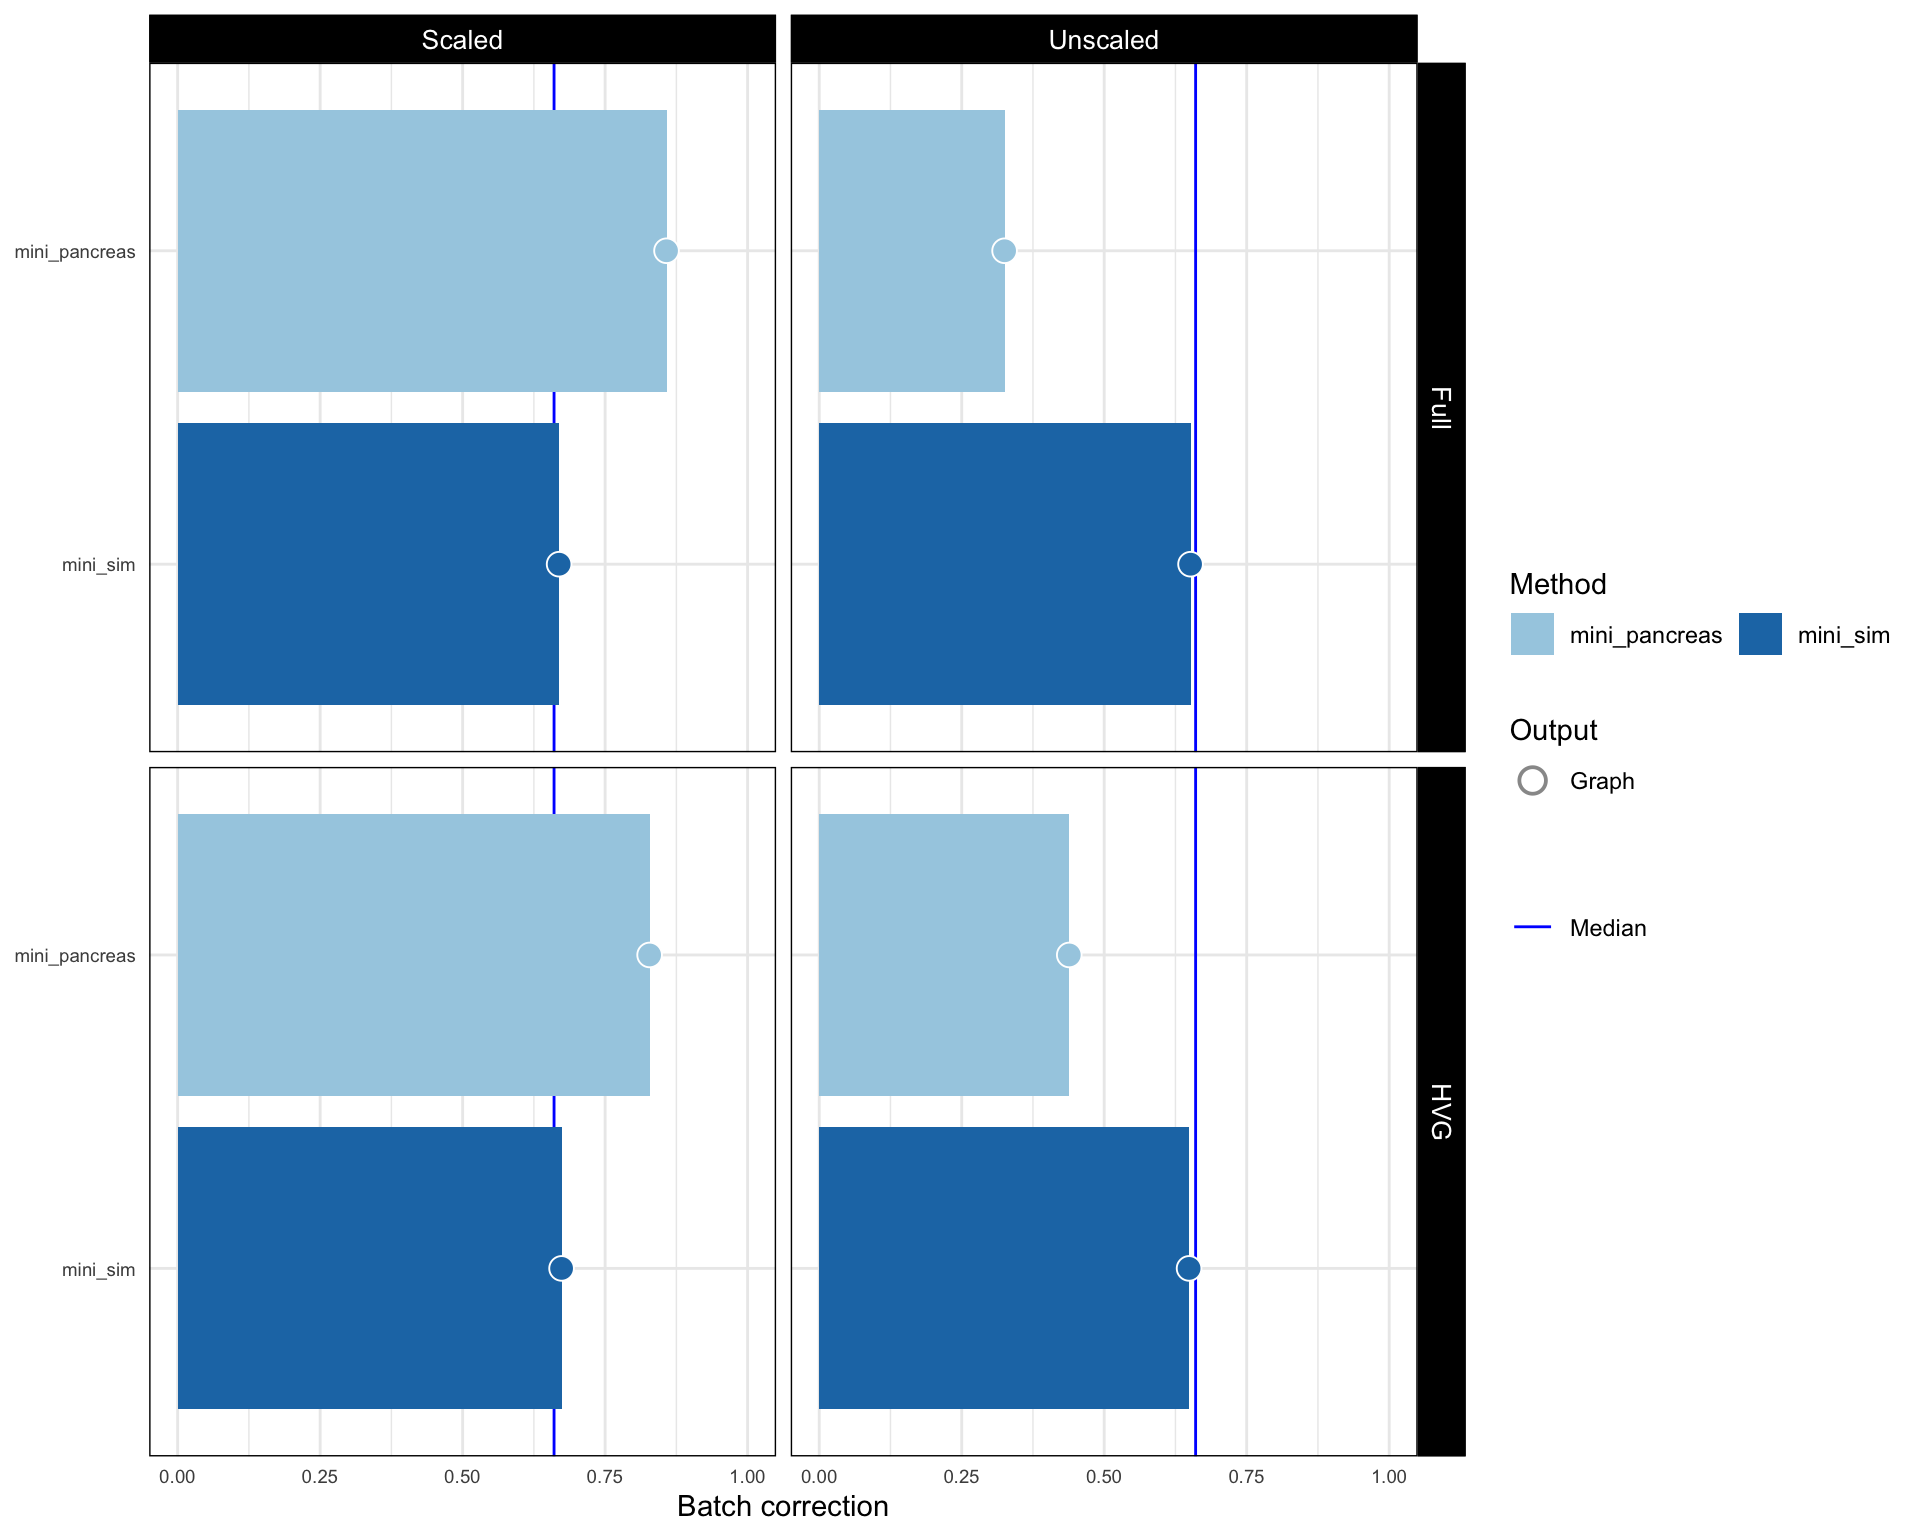 Scaled
Unscaled
mini_pancreas
mini_sim
Full
mini_pancreas
mini_sim
HVG
0.00 0.25 0.50 0.75 1.00
0.00 0.25 0.50 0.75 1.00
Batch correction
Method
mini_pancreas mini_sim
Output
Graph
Median